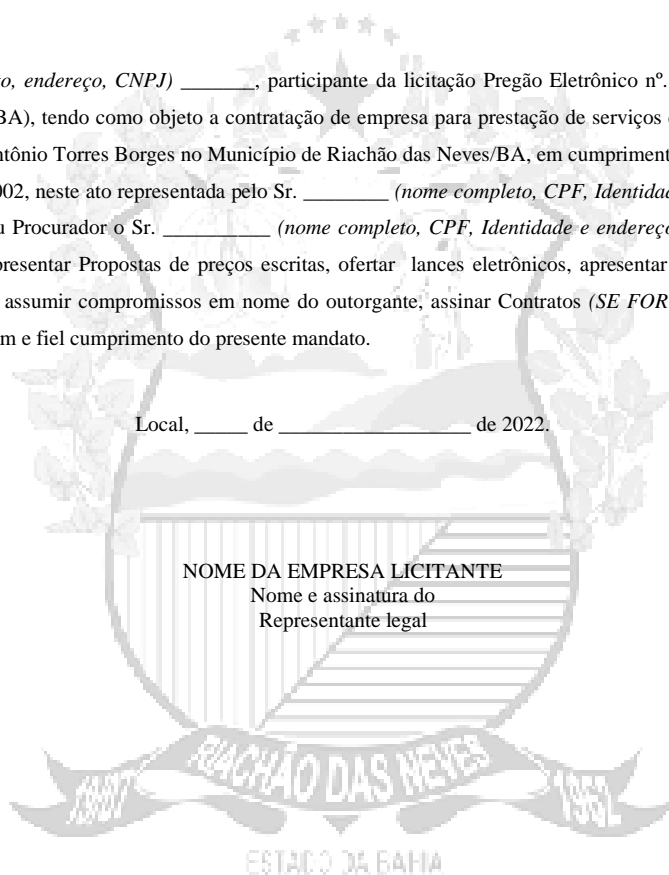 to, endereço, CNPJ) _______, participante da licitação Pregão Eletrônico nº.
BA), tendo como objeto a contratação de empresa para prestação de serviços
ntônio Torres Borges no Município de Riachão das Neves/BA, em cumpriment
002, neste ato representada pelo Sr. ________ (nome completo, CPF, Identidad
u Procurador o Sr. __________ (nome completo, CPF, Identidade e endereço
presentar Propostas de preços escritas, ofertar lances eletrônicos, apresentar
assumir compromissos em nome do outorgante, assinar Contratos (SE FOR
m e fiel cumprimento do presente mandato.
Local, _____ de __________________ de 2022.
NOME DA EMPRESA LICITANTE
Nome e assinatura do
Representante legal
RIACHÃO DAS NEVES
1962
ESTADO DA BAHIA